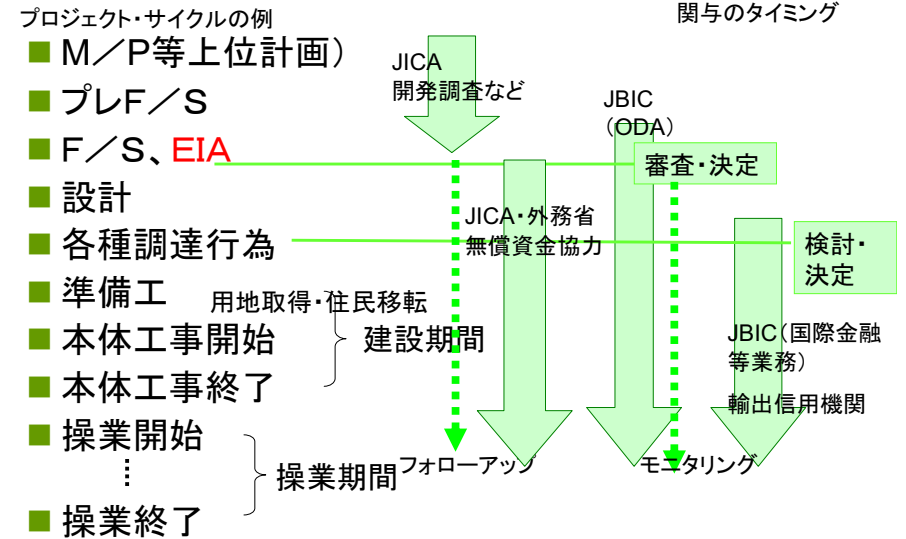 プロジェクト・サイクルの例
関与のタイミング
■ M／P等上位計画）
■ プレF／S
■ F／S、EIA
■ 設計
■ 各種調達行為
■ 準備工
■ 本体工事開始
■ 本体工事終了
■ 操業開始
⋮
■ 操業終了
用地取得・住民移転
建設期間
操業期間
JICA
開発調査など
フォローアップ
JICA・外務省
無償資金協力
JBIC
（ODA）
審査・決定
モニタリング
検討・
決定
JBIC（国際金融
等業務）
輸出信用機関